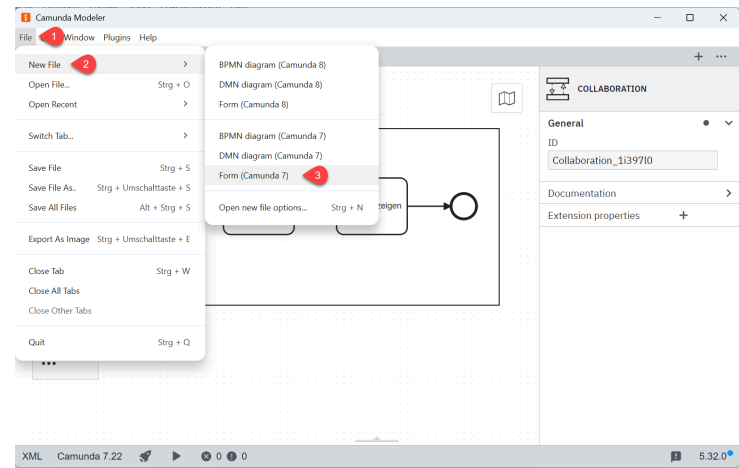 Camunda Modeler
File 1 Window Plugins Help
New File 2
Open File... Strg + O
Open Recent
Switch Tab...
Save File Strg + S
Save File As.. Strg + Umschalttaste + S
Save All Files Alt + Strg + S
Export As Image Strg + Umschalttaste + E
Close Tab Strg + W
Close All Tabs
Close Other Tabs
Quit Strg + Q
BPMN diagram (Camunda 8)
DMN diagram (Camunda 8)
Form (Camunda 8)
BPMN diagram (Camunda 7)
DMN diagram (Camunda 7)
Form (Camunda 7) 3
Open new file options... Strg + N
zeigen
COLLABORATION
General
ID
Collaboration_1i397l0
Documentation
Extension properties
XML Camunda 7.22 0 0 5.32.0